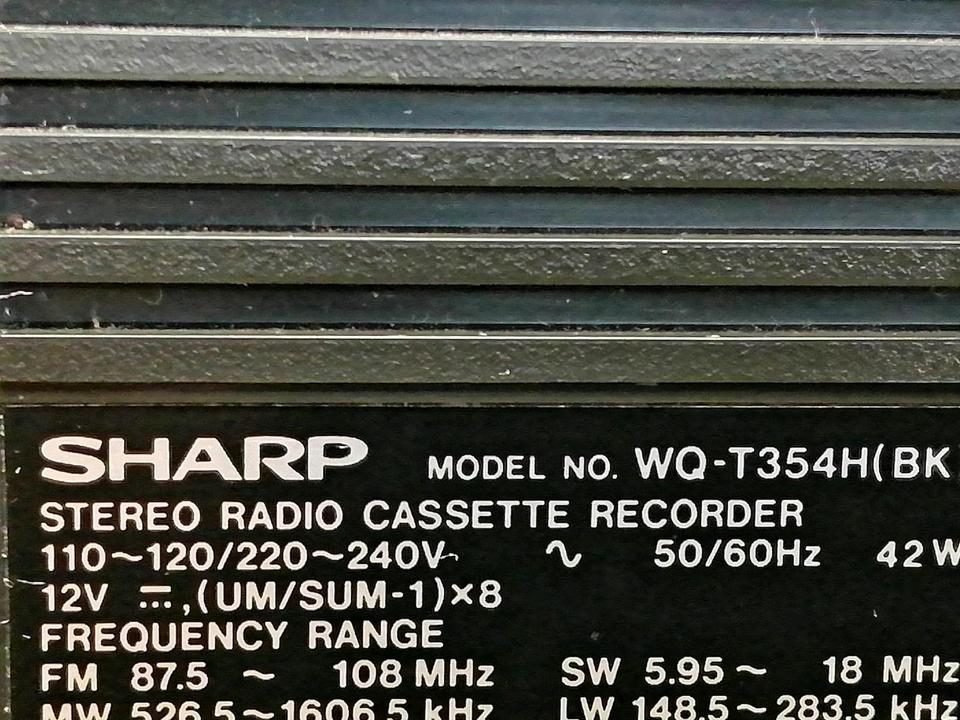 SHARP MODEL NO. WQ-T354H(BK
STEREO RADIO CASSETTE RECORDER
110~120/220~240V ∿ 50/60Hz 42W
12V ⎓,(UM/SUM-1)×8
FREQUENCY RANGE
FM 87.5 ~ 108 MHz SW 5.95 ~ 18 MHz
MW 526.5~1606.5 kHz LW 148.5~283.5 kHz